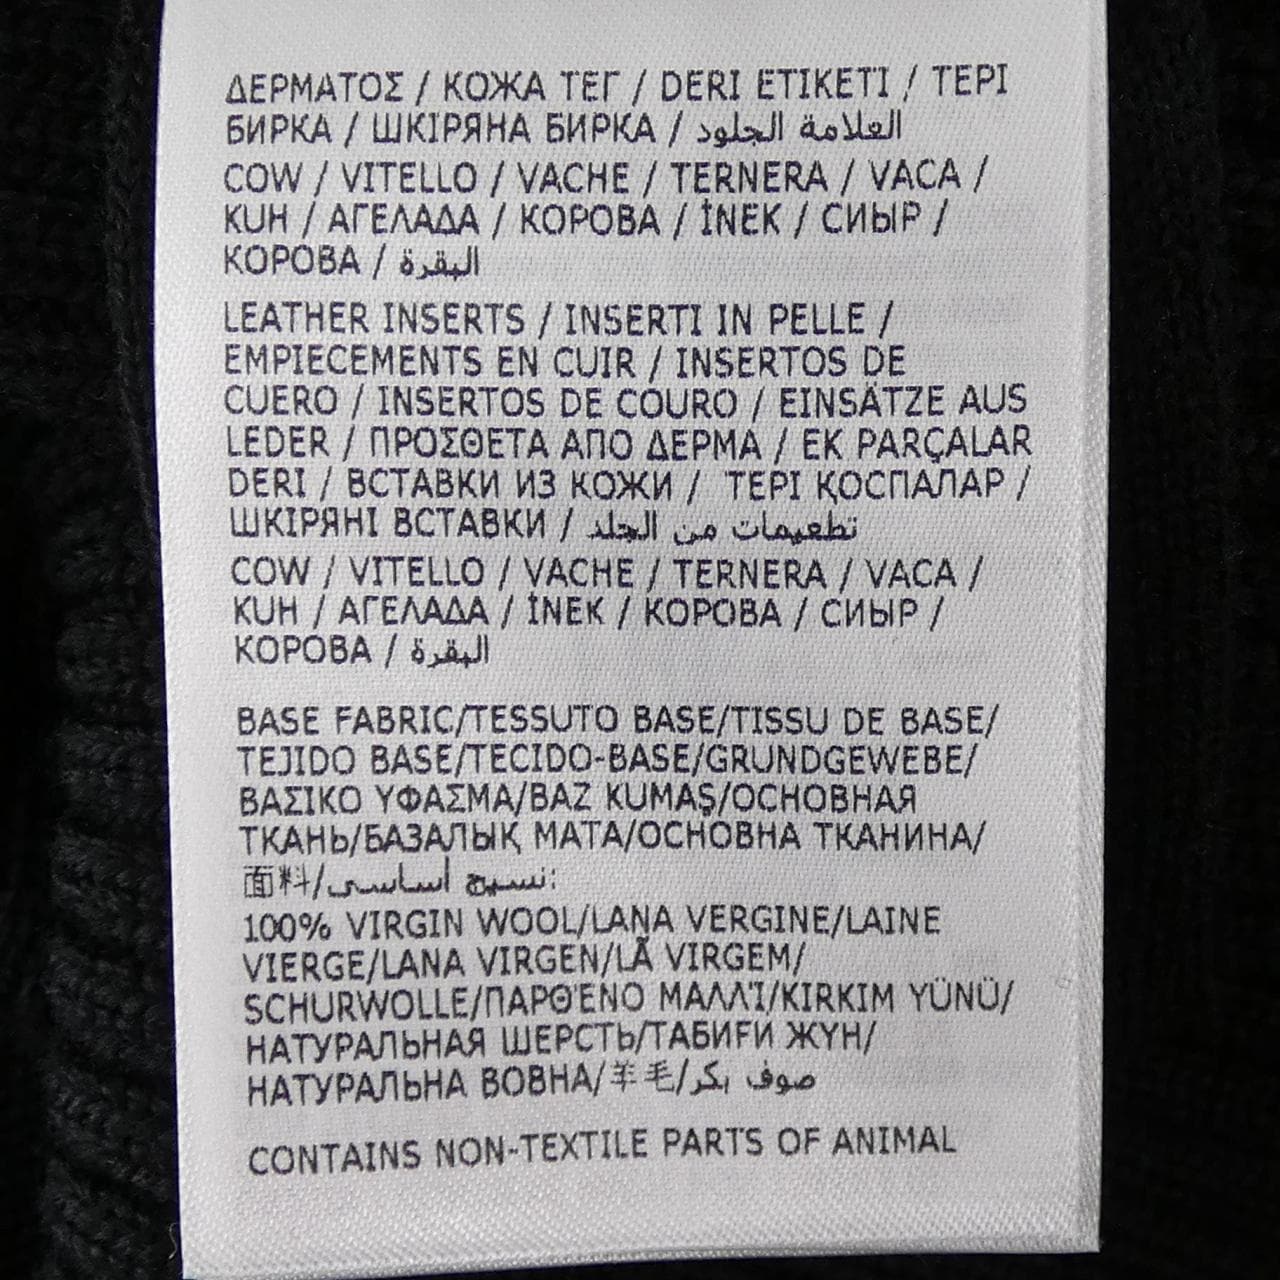 ΔΕΡΜΑΤΟΣ / КОЖА ТЕГ / DERI ETIKETI / ТЕРІ
БИРКА / ШКІРЯНА БИРКА / العلامة الجلود
COW / VITELLO / VACHE / TERNERA / VACA /
KUH / ΑΓΕΛΑΔΑ / КОРОВА / İNEK / СИЫР /
КОРОВА / البقرة
LEATHER INSERTS / INSERTI IN PELLE /
EMPIECEMENTS EN CUIR / INSERTOS DE
CUERO / INSERTOS DE COURO / EINSÄTZE AUS
LEDER / ΠΡΟΣΘΕΤΑ ΑΠΟ ΔΕΡΜΑ / EK PARÇALAR
DERI / ВСТАВКИ ИЗ КОЖИ / ТЕРІ ҚОСПАЛАР /
ШКІРЯНІ ВСТАВКИ / تطعيمات من الجلد
COW / VITELLO / VACHE / TERNERA / VACA /
KUH / ΑΓΕΛΑΔΑ / İNEK / КОРОВА / СИЫР /
КОРОВА / البقرة
BASE FABRIC/TESSUTO BASE/TISSU DE BASE/
TEJIDO BASE/TECIDO-BASE/GRUNDGEWEBE/
ΒΑΣΙΚΟ ΥΦΑΣΜΑ/BAZ KUMAŞ/ОСНОВНАЯ
ТКАНЬ/БАЗАЛЫҚ МАТА/ОСНОВНА ТКАНИНА/
面料/نسيج أساسى:
100% VIRGIN WOOL/LANA VERGINE/LAINE
VIERGE/LANA VIRGEN/LÃ VIRGEM/
SCHURWOLLE/ΠΑΡΘΈΝΟ ΜΑΛΛΊ/KIRKIM YÜNÜ/
НАТУРАЛЬНАЯ ШЕРСТЬ/ТАБИҒИ ЖҮН/
НАТУРАЛЬНА ВОВНА/羊毛/صوف بكر
CONTAINS NON-TEXTILE PARTS OF ANIMAL